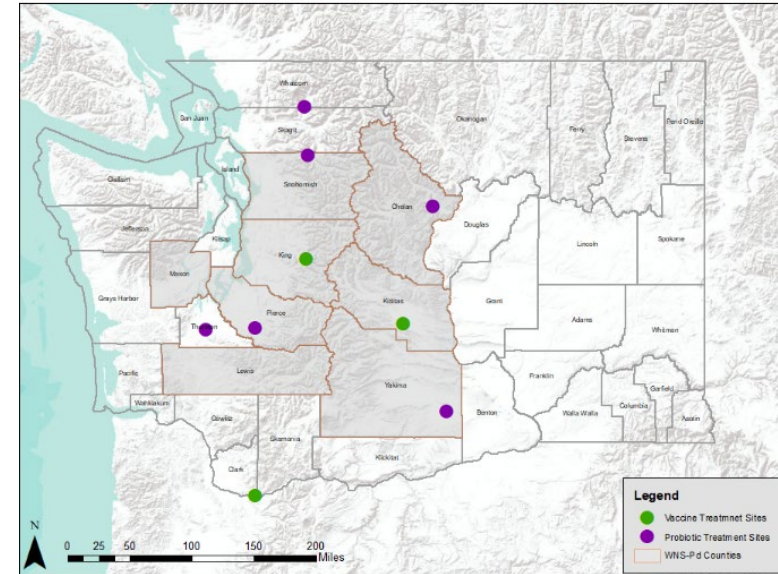 Whatcom
San Juan
Skagit
Okanogan
Ferry
Stevens
Pend Oreille
Island
Clallam
Snohomish
Chelan
Jefferson
Douglas
Kitsap
King
Lincoln
Spokane
Mason
Grays Harbor
Kittitas
Grant
Pierce
Adams
Thurston
Whitman
Pacific
Lewis
Yakima
Franklin
Garfield
Wahkiakum
Cowlitz
Benton
Walla Walla
Columbia
Asotin
Skamania
Klickitat
Clark
Legend
Vaccine Treatmnet Sites
Probiotic Treatment Sites
WNS-Pd Counties
N
0 25 50 100 150 200
Miles